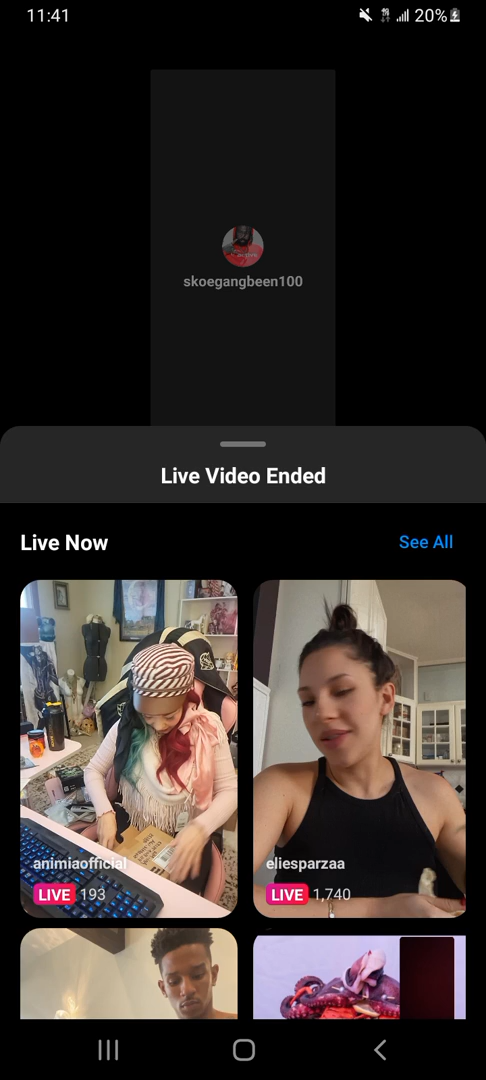 11:41
20%
skoegangbeen100
Live Video Ended
Live Now
See All
animiaofficial
LIVE 193
eliesparzaa
LIVE 1,740